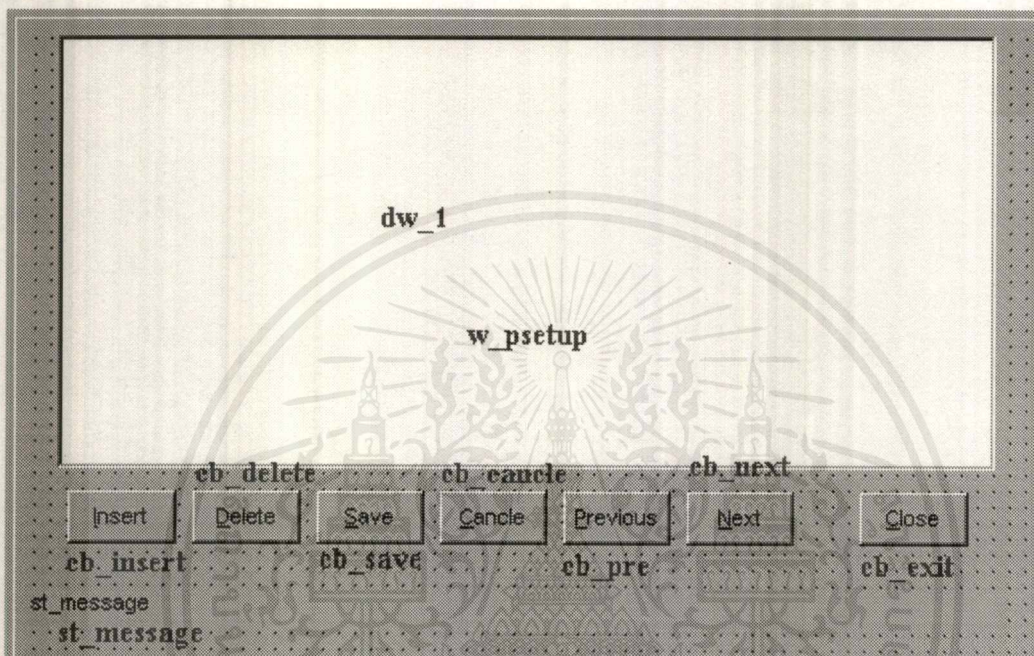 dw_1
w_psetup
cb_delete cb_cancle cb_next
Insert Delete Save Cancle Previous Next Close
cb_insert cb_save cb_pre cb_exit
st_message
st_message